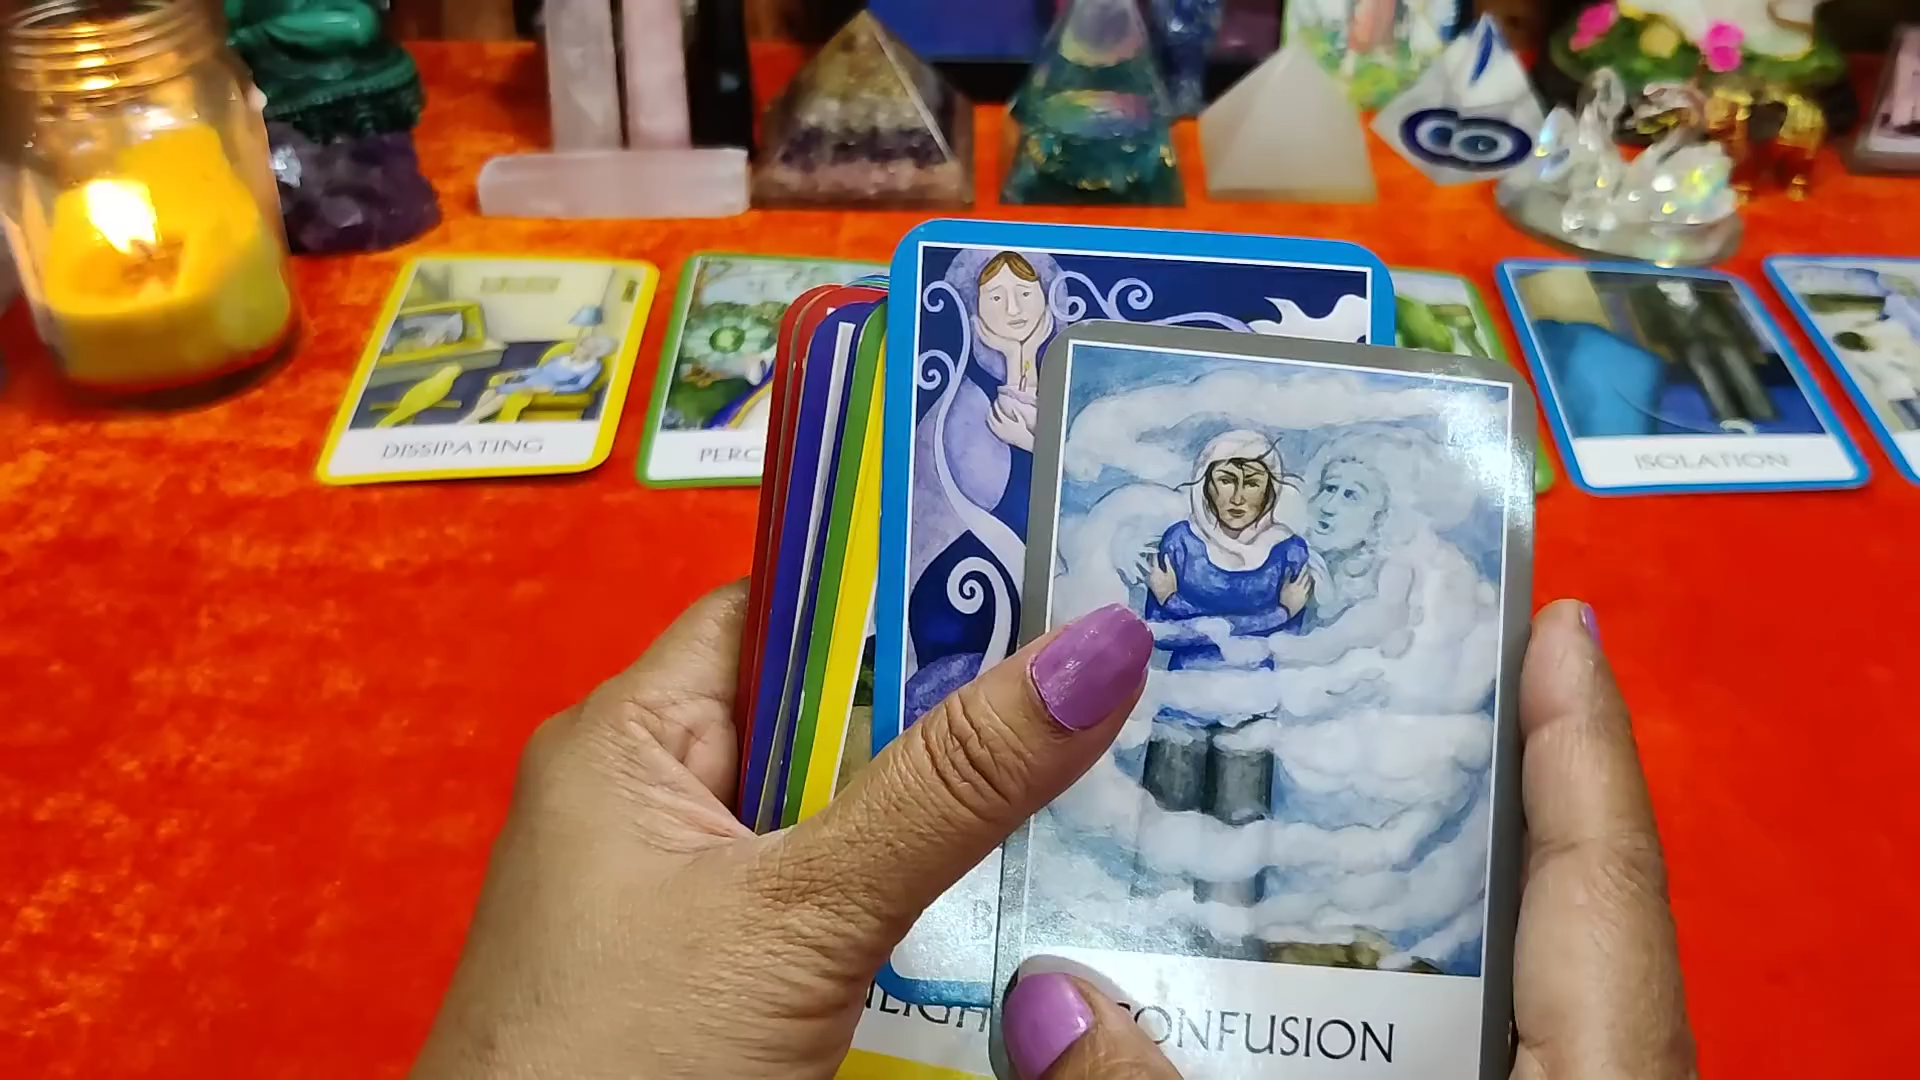 DISSIPATING
PERC
ISOLATION
B
NEIGH
CONFUSION